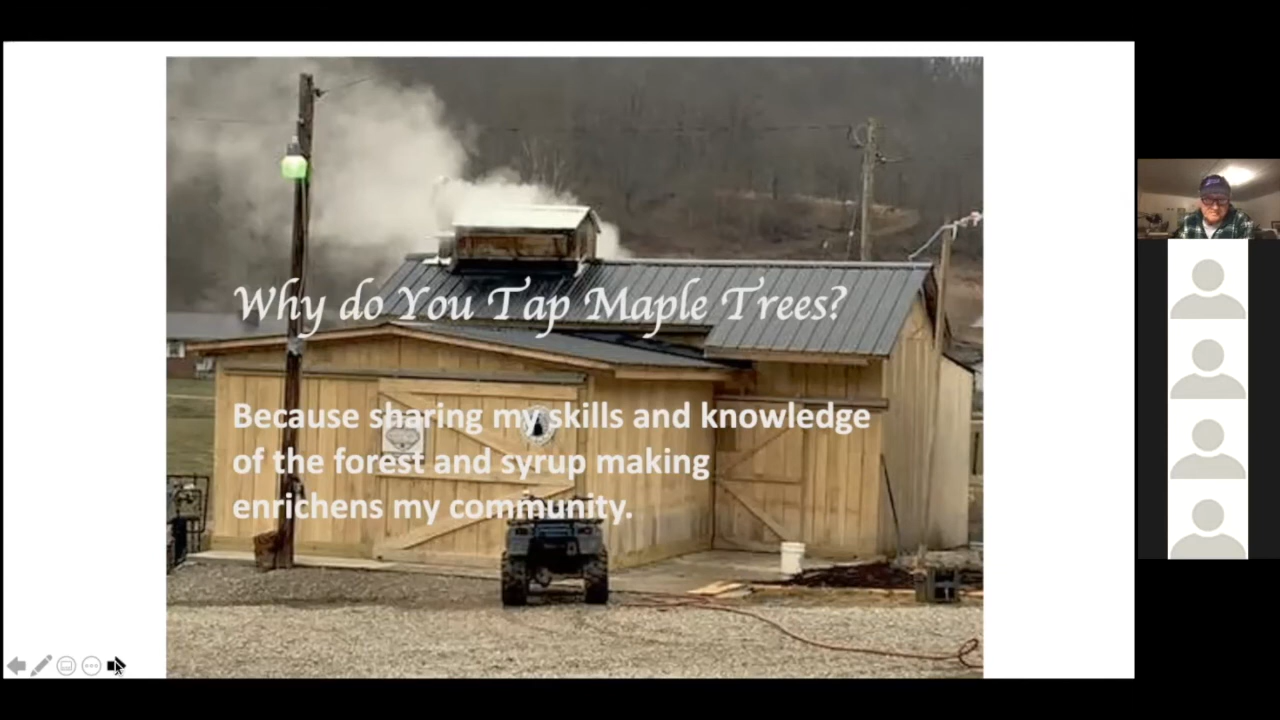 Why do You Tap Maple Trees?
Because sharing my skills and knowledge
of the forest and syrup making
enrichens my community.